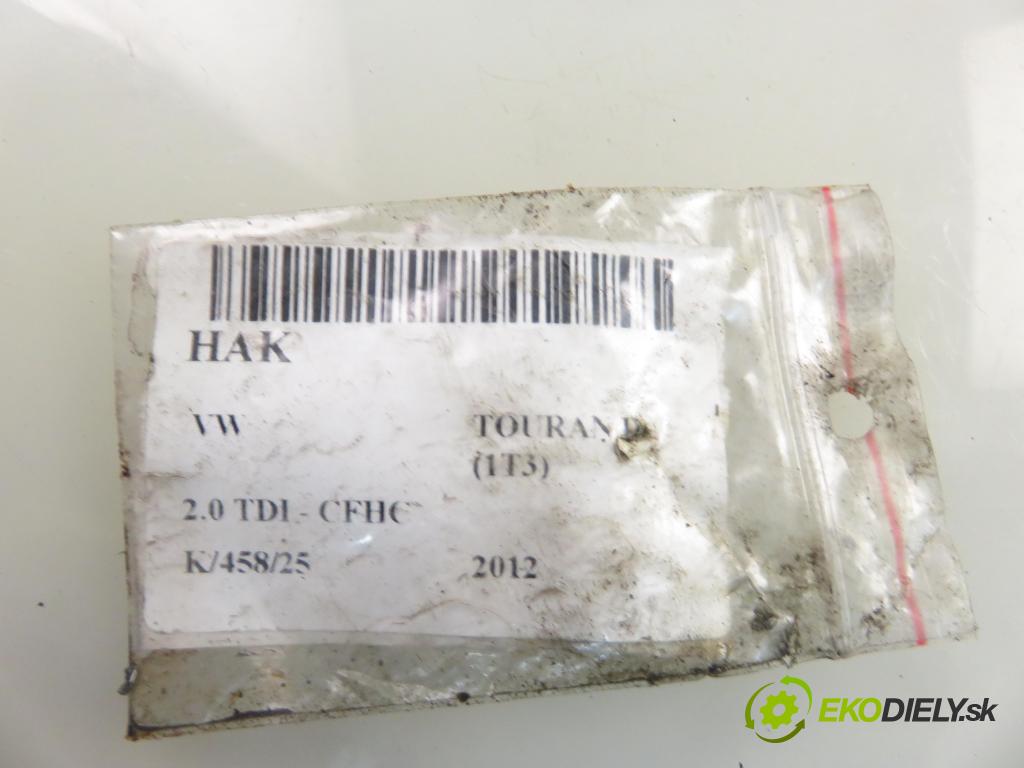 HAK
VW TOURAN
(1T3)
2.0 TDI - CFHC
K/458/25 2012
EKODIELY.sk